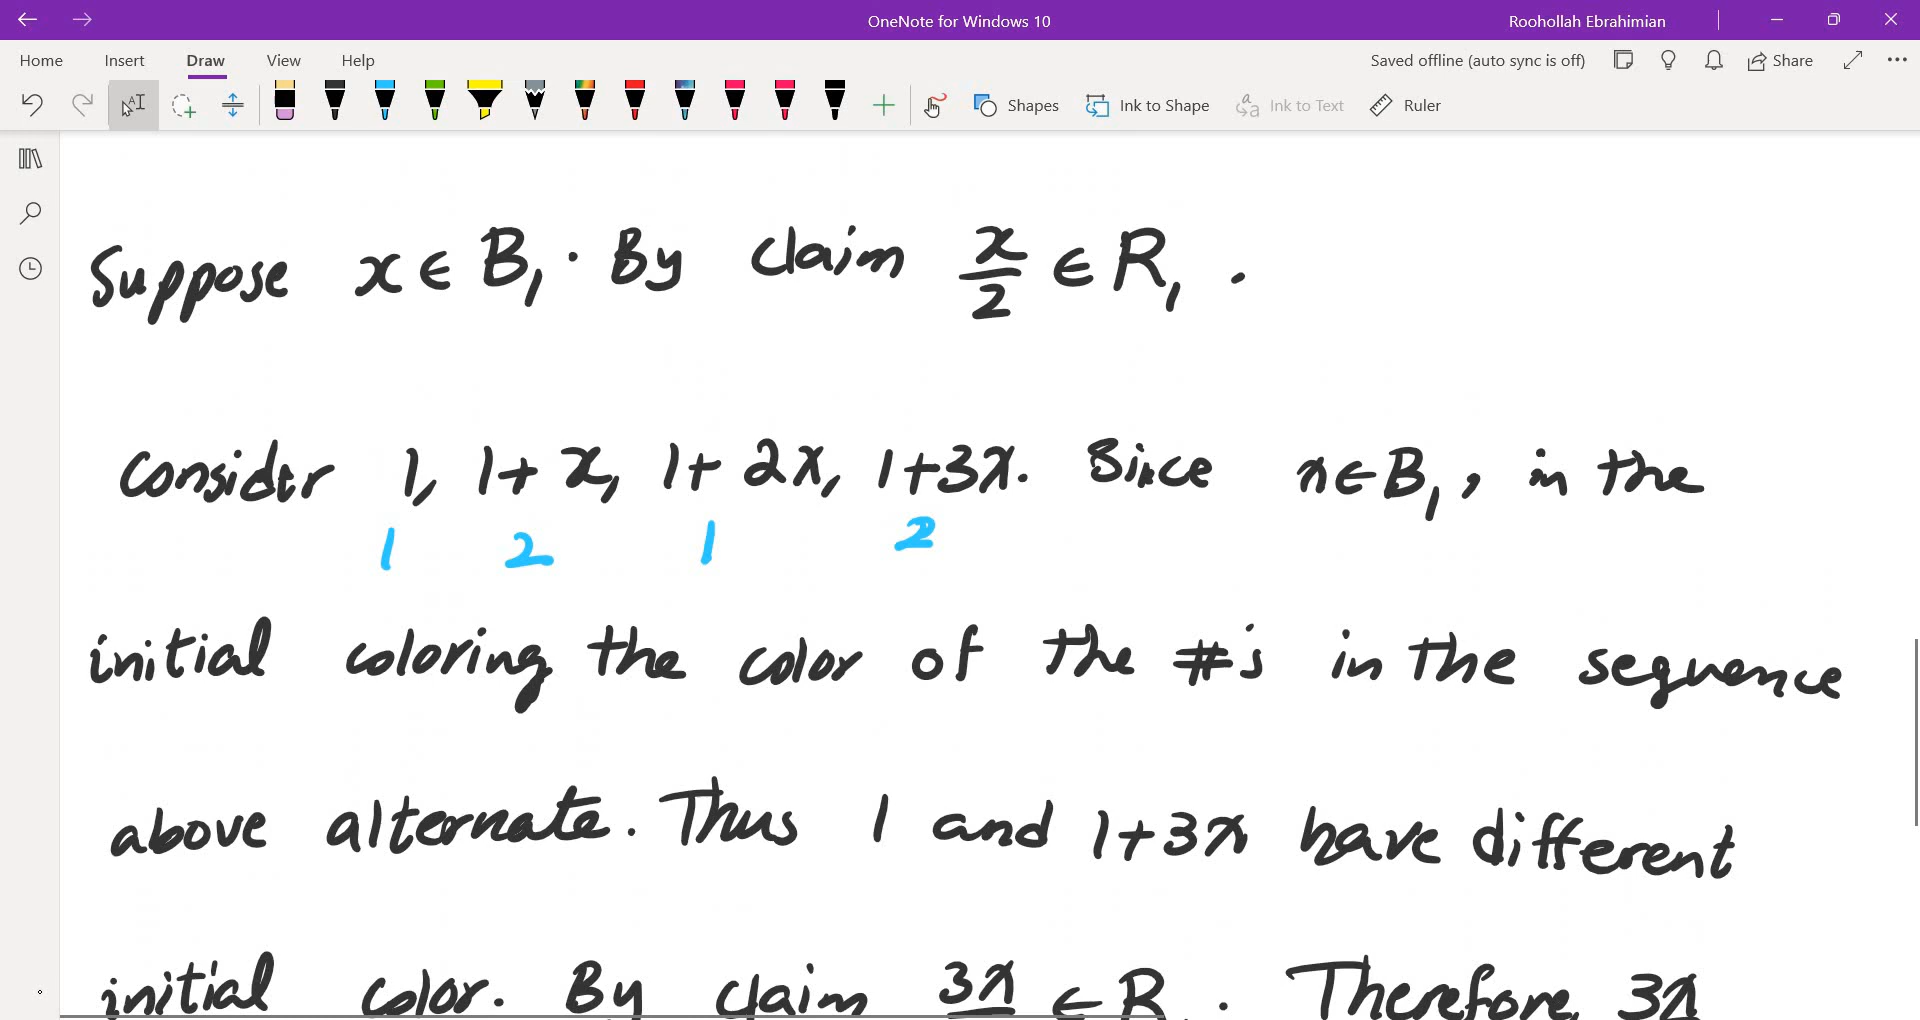 OneNote for Windows 10
Roohollah Ebrahimian
Home Insert Draw View Help
Saved offline (auto sync is off) Share
Shapes Ink to Shape Ink to Text Ruler
Suppose x ∈ B₁. By claim x/2 ∈ R₁.
Consider 1, 1+x, 1+2x, 1+3x. Since x∈B₁, in the
1 2 1 2
initial coloring the color of the #'s in the sequence
above alternate. Thus 1 and 1+3x have different
initial color. By claim 3x ∈ R. Therefore 3x